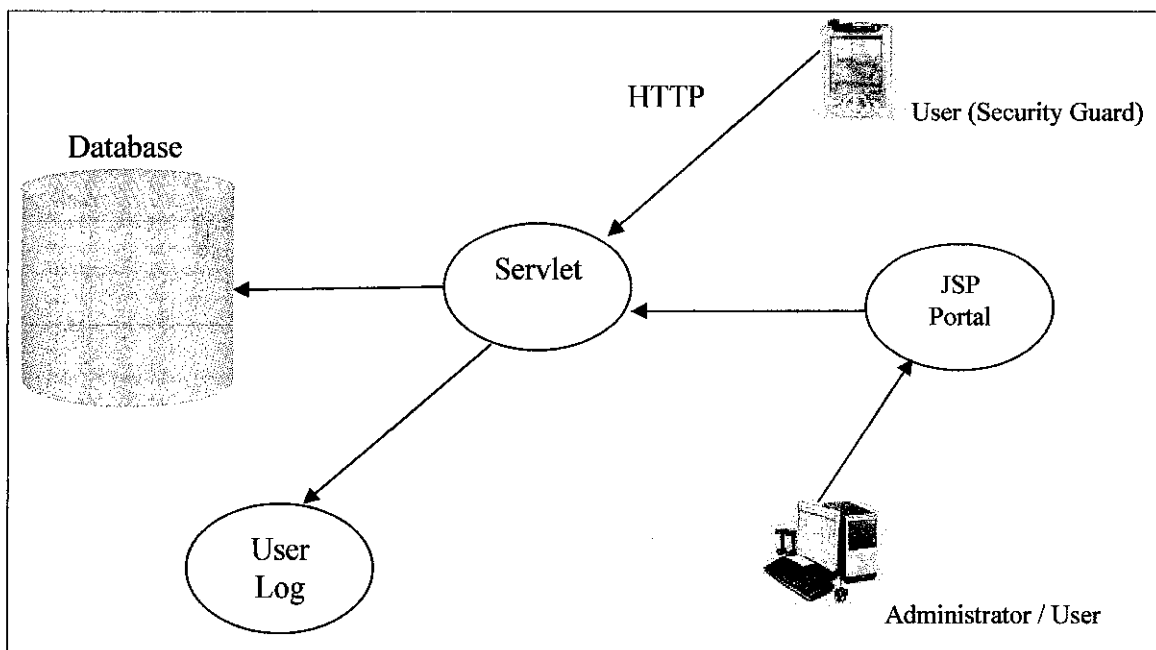 HTTP
User (Security Guard)
Database
Servlet
JSP
Portal
User
Log
Administrator / User